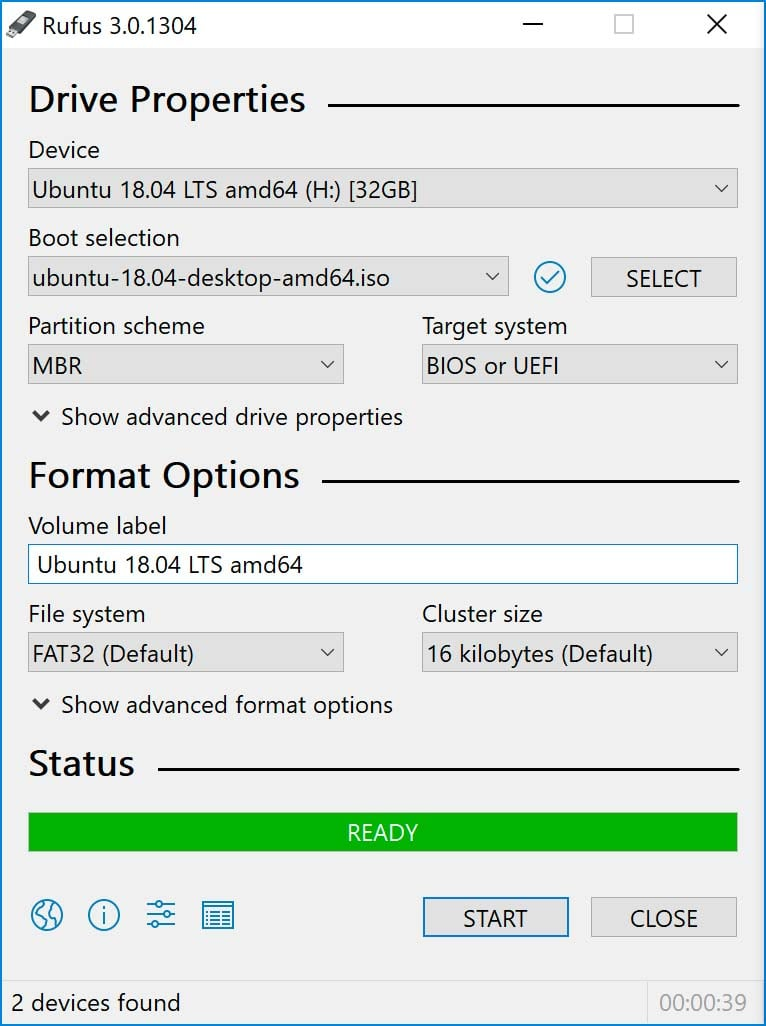 Rufus 3.0.1304
Drive Properties
Device
Ubuntu 18.04 LTS amd64 (H:) [32GB]
Boot selection
ubuntu-18.04-desktop-amd64.iso
SELECT
Partition scheme
Target system
MBR
BIOS or UEFI
Show advanced drive properties
Format Options
Volume label
Ubuntu 18.04 LTS amd64
File system
Cluster size
FAT32 (Default)
16 kilobytes (Default)
Show advanced format options
Status
READY
START
CLOSE
2 devices found
00:00:39